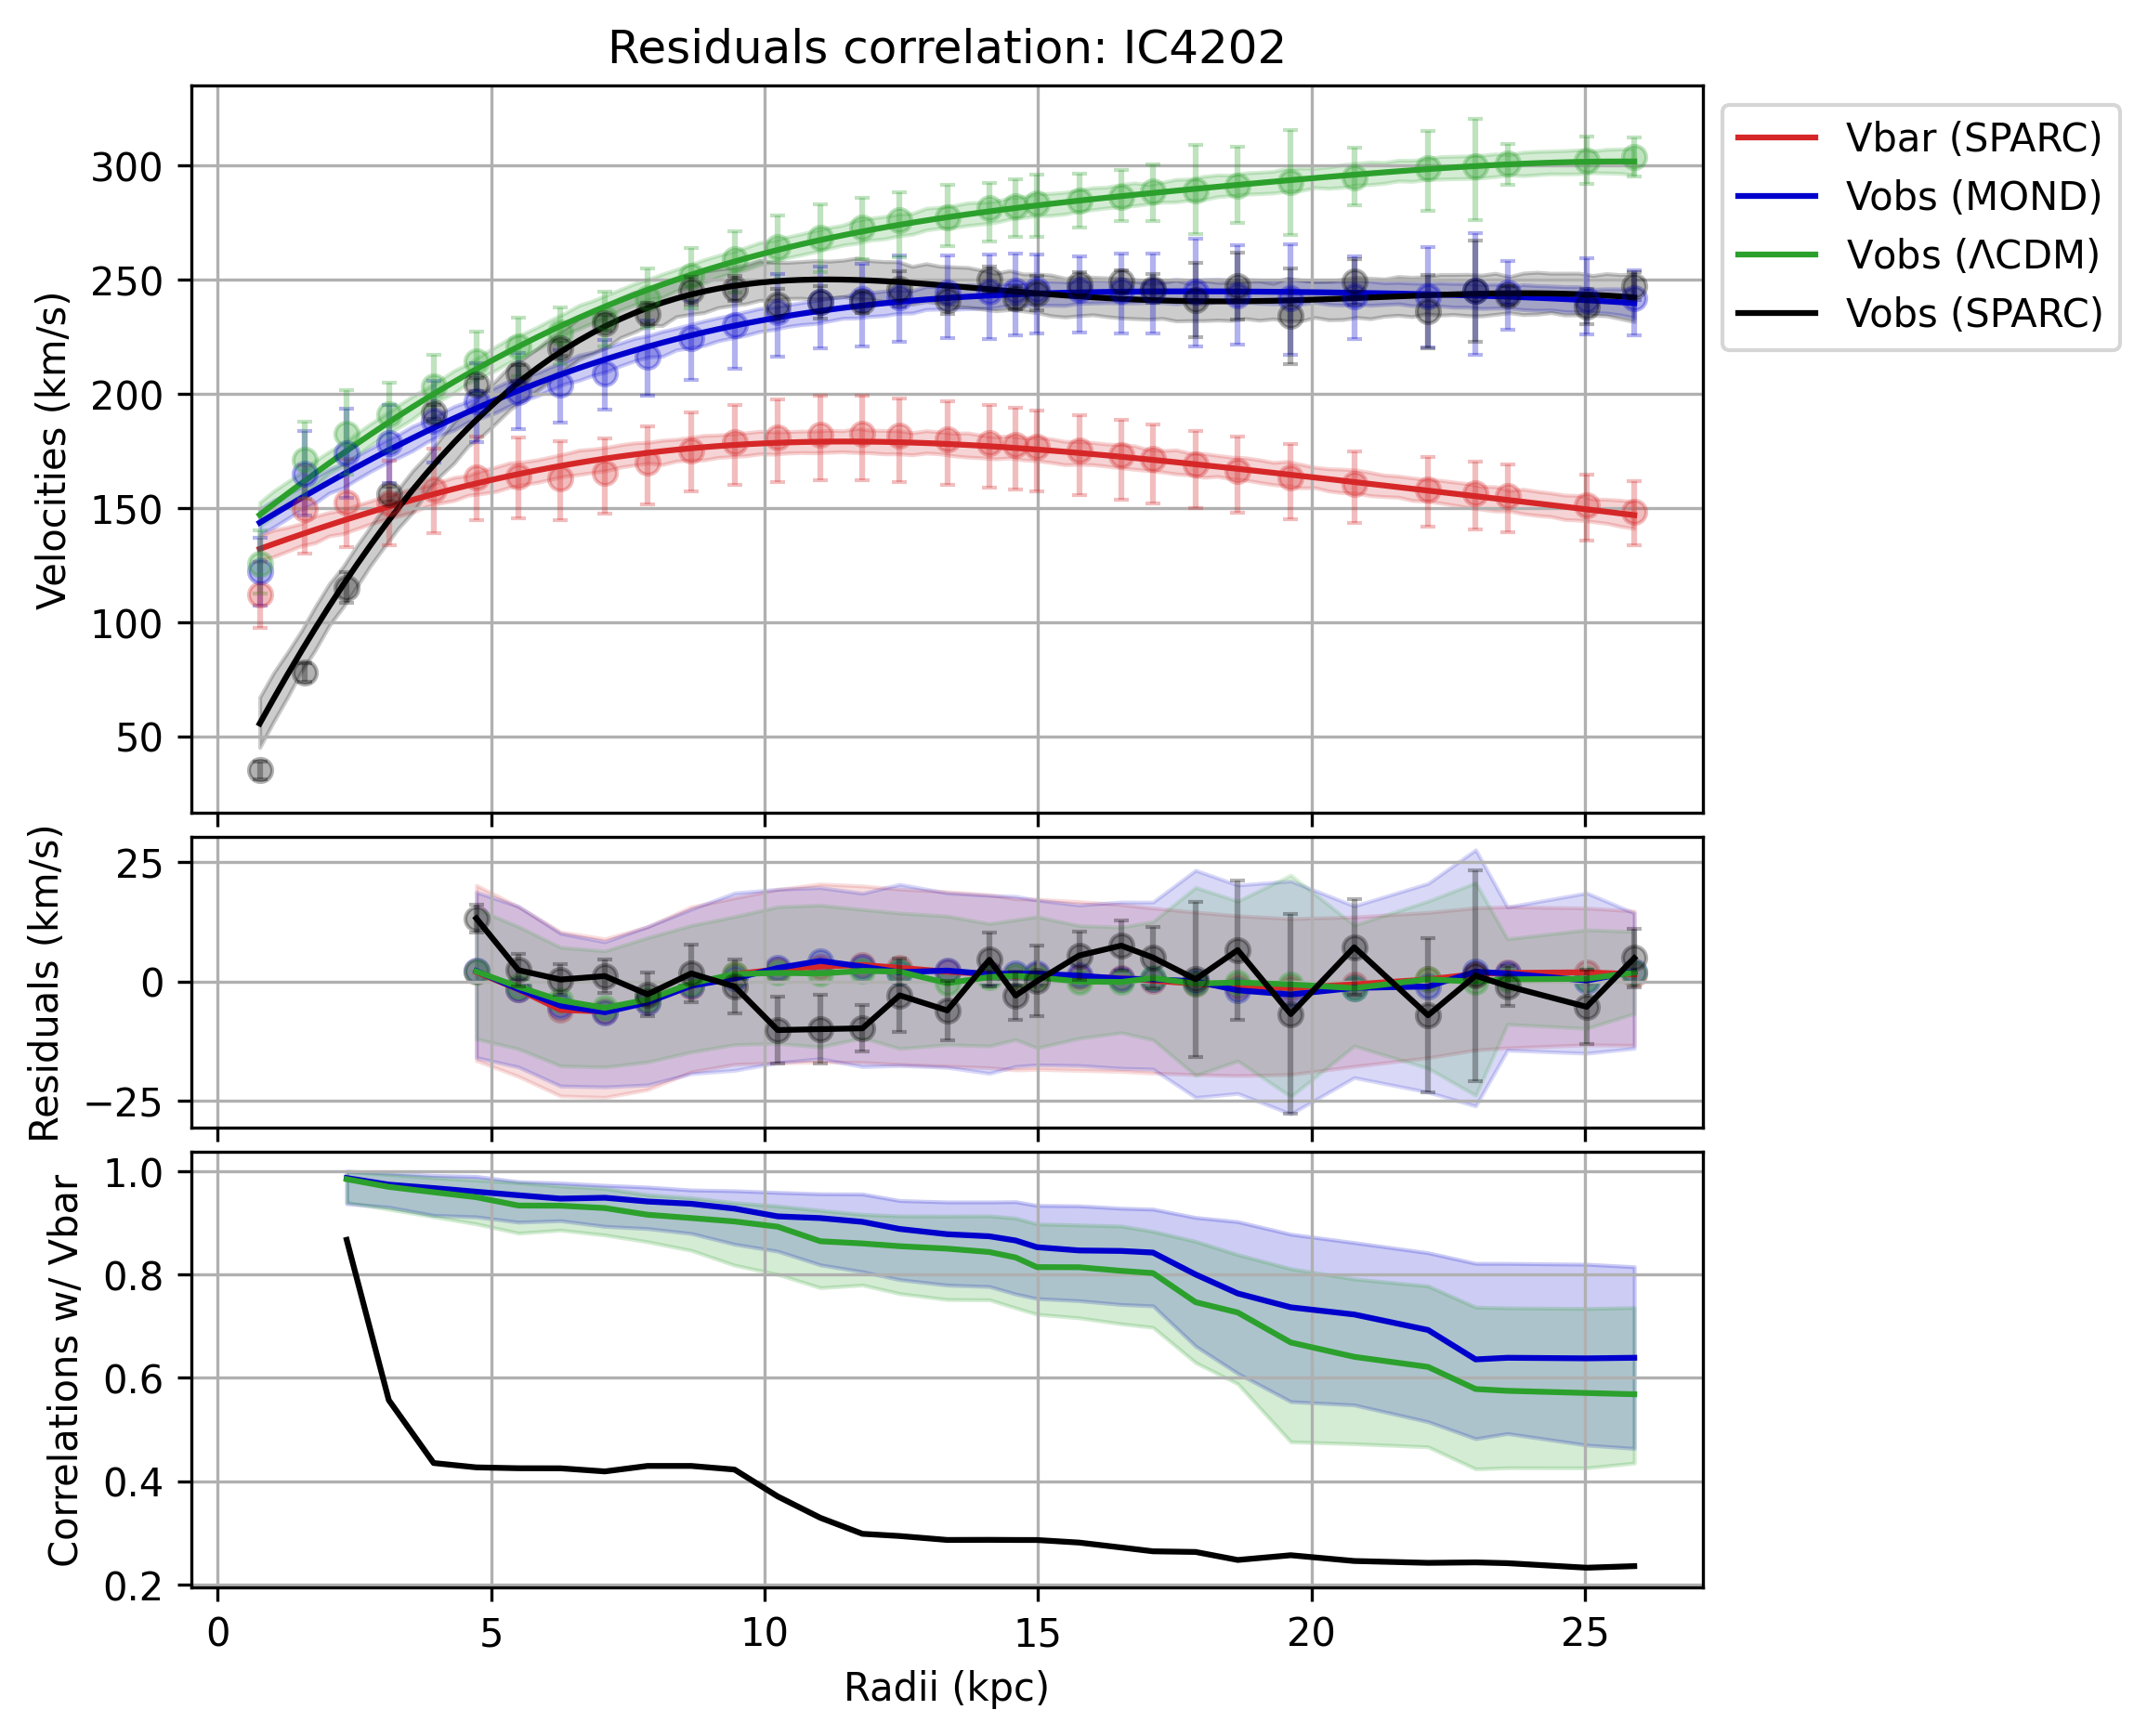 Residuals correlation: IC4202
Velocities (km/s)
300
250
200
150
100
50
Vbar (SPARC)
Vobs (MOND)
Vobs (ΛCDM)
Vobs (SPARC)
Residuals (km/s)
25
0
−25
Correlations w/ Vbar
1.0
0.8
0.6
0.4
0.2
0 5 10 15 20 25
Radii (kpc)